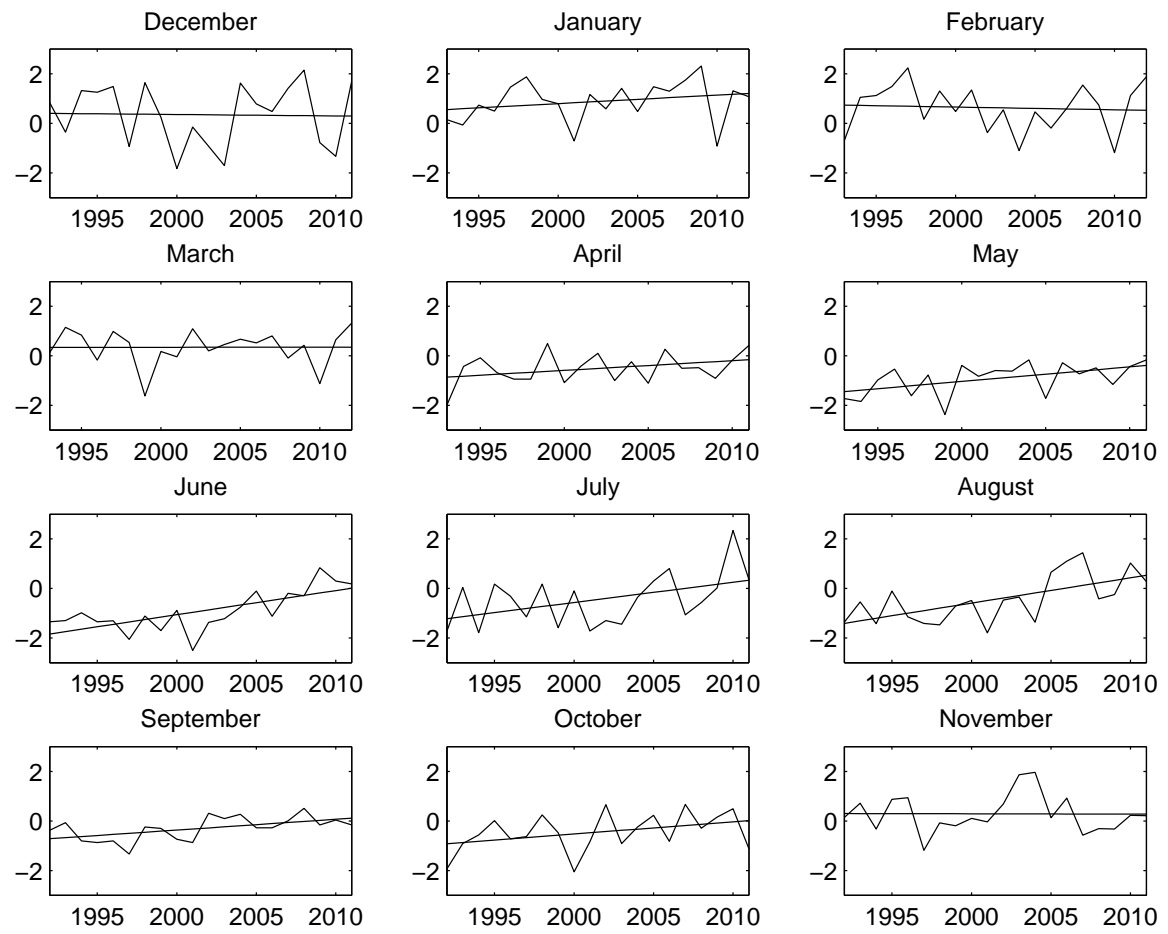 December January February
2 2 2
0 0 0
−2 −2 −2
1995 2000 2005 2010 1995 2000 2005 2010 1995 2000 2005 2010
March April May
2 2 2
0 0 0
−2 −2 −2
1995 2000 2005 2010 1995 2000 2005 2010 1995 2000 2005 2010
June July August
2 2 2
0 0 0
−2 −2 −2
1995 2000 2005 2010 1995 2000 2005 2010 1995 2000 2005 2010
September October November
2 2 2
0 0 0
−2 −2 −2
1995 2000 2005 2010 1995 2000 2005 2010 1995 2000 2005 2010